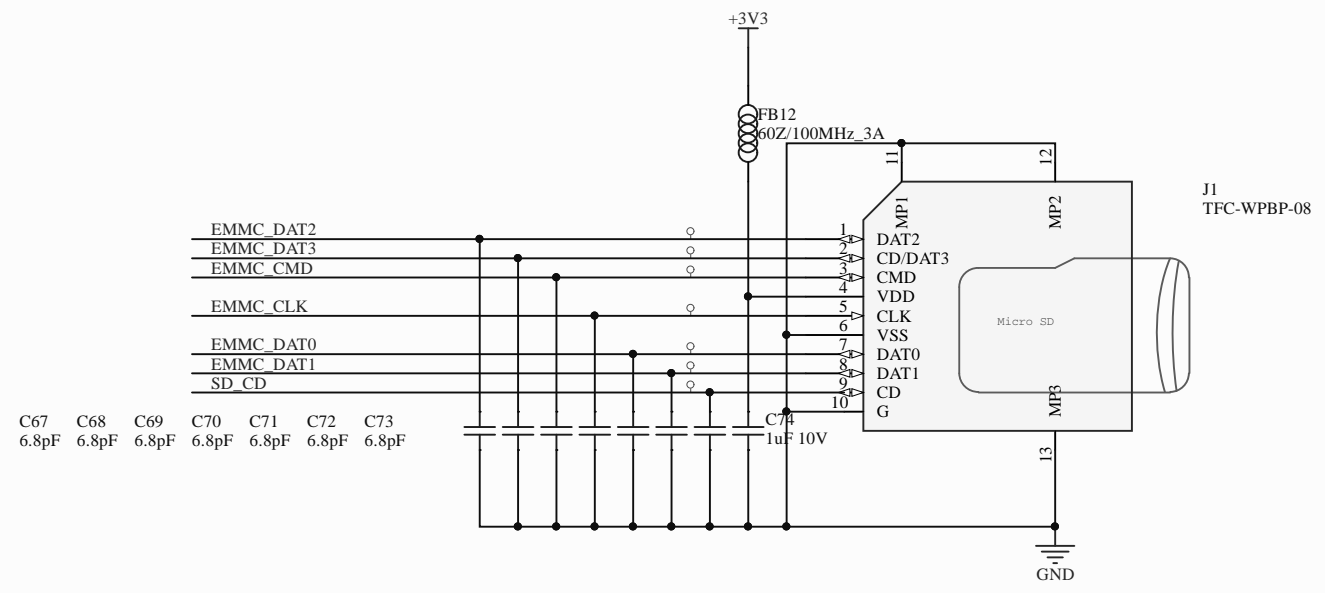 +3V3
FB12
60Z/100MHz_3A
11
12
J1
TFC-WPBP-08
MP1
MP2
EMMC_DAT2
1
DAT2
EMMC_DAT3
2
CD/DAT3
EMMC_CMD
3
CMD
4
VDD
EMMC_CLK
5
CLK
Micro SD
6
VSS
EMMC_DAT0
7
DAT0
EMMC_DAT1
8
DAT1
SD_CD
9
CD
MP3
10
G
C67
C68
C69
C70
C71
C72
C73
C74
6.8pF
6.8pF
6.8pF
6.8pF
6.8pF
6.8pF
6.8pF
1uF 10V
13
GND